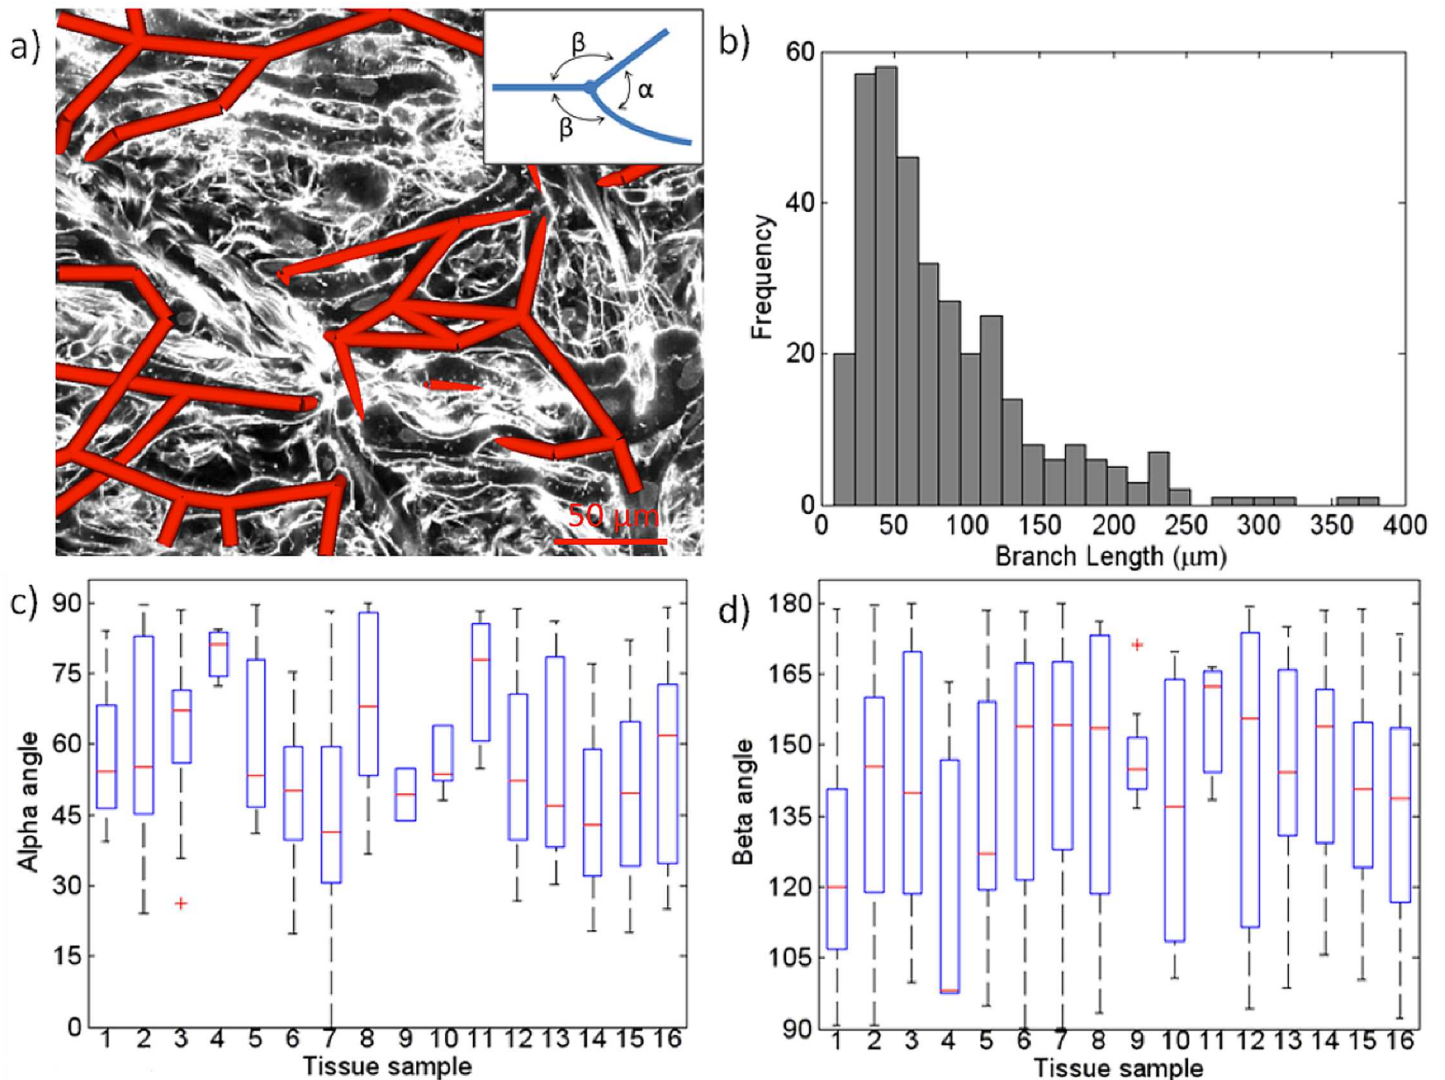 a)
β
α
β
50 μm
b)
60
40
20
0
Frequency
0 50 100 150 200 250 300 350 400
Branch Length (μm)
c)
90
75
60
45
30
15
0
Alpha angle
1 2 3 4 5 6 7 8 9 10 11 12 13 14 15 16
Tissue sample
d)
180
165
150
135
120
105
90
Beta angle
1 2 3 4 5 6 7 8 9 10 11 12 13 14 15 16
Tissue sample